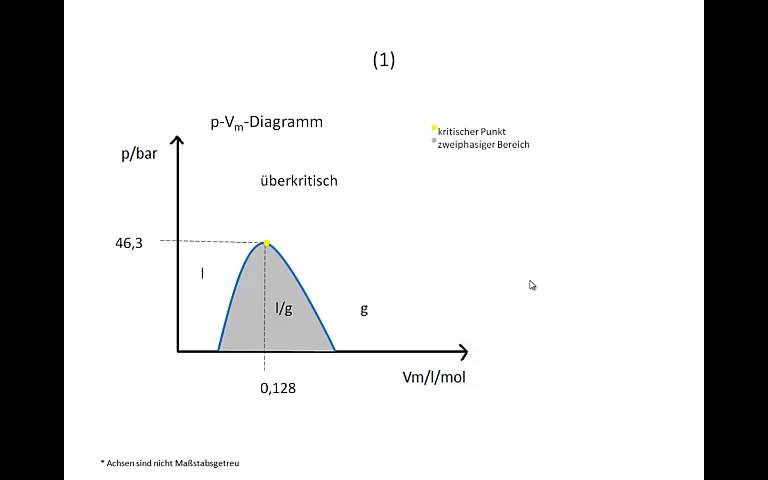 (1)
p-Vm-Diagramm
kritischer Punkt
zweiphasiger Bereich
p/bar
überkritisch
46,3
l
l/g
g
Vm/l/mol
0,128
* Achsen sind nicht Maßstabsgetreu